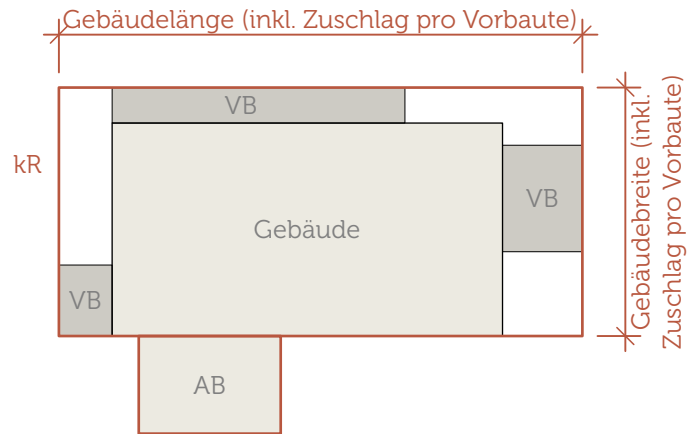 Gebäudelänge (inkl. Zuschlag pro Vorbaute)
VB
kR
VB
Gebäude
VB
AB
Gebäudebreite (inkl.
Zuschlag pro Vorbaute)